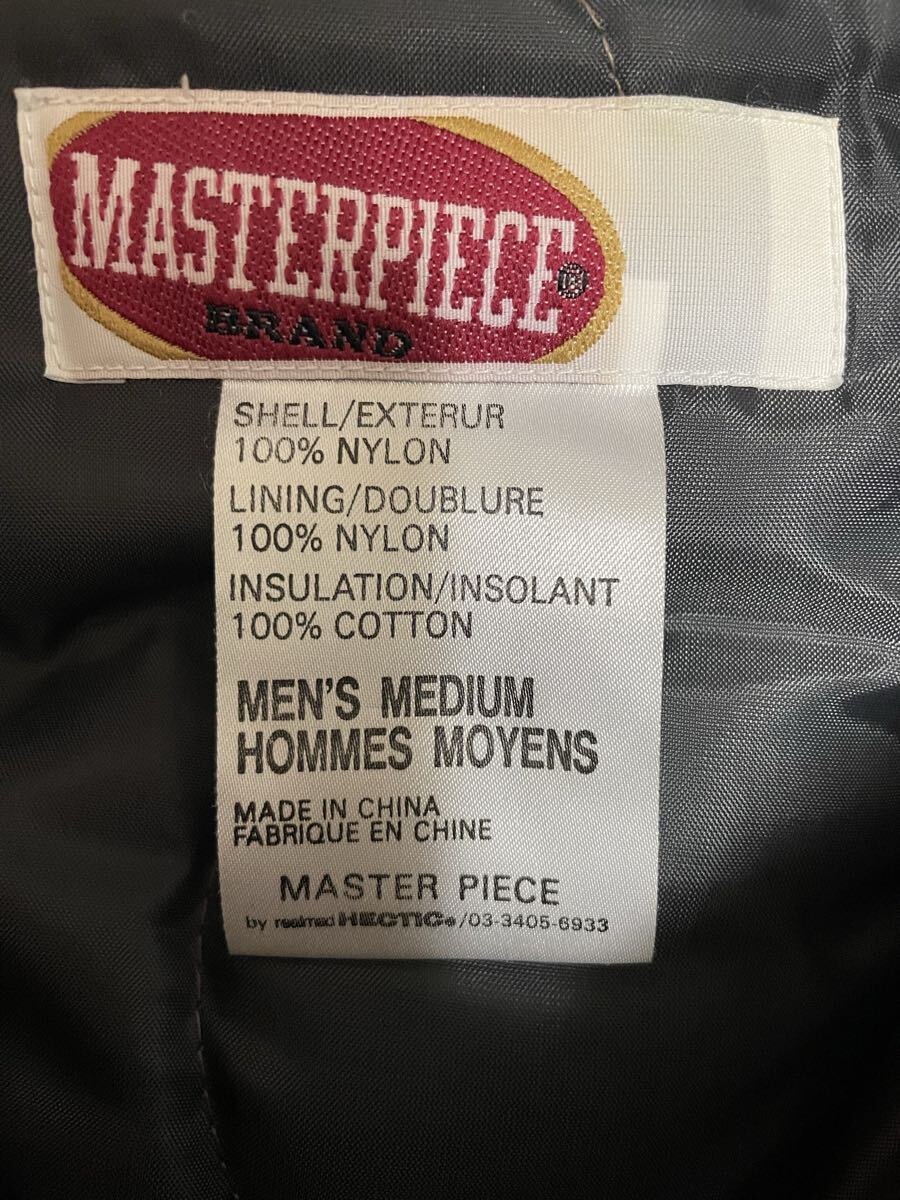 MASTERPIECE®
BRAND
SHELL/EXTERUR
100% NYLON
LINING/DOUBLURE
100% NYLON
INSULATION/INSOLANT
100% COTTON
MEN'S MEDIUM
HOMMES MOYENS
MADE IN CHINA
FABRIQUE EN CHINE
MASTER PIECE
by realmad HECTIC®/03-3405-6933